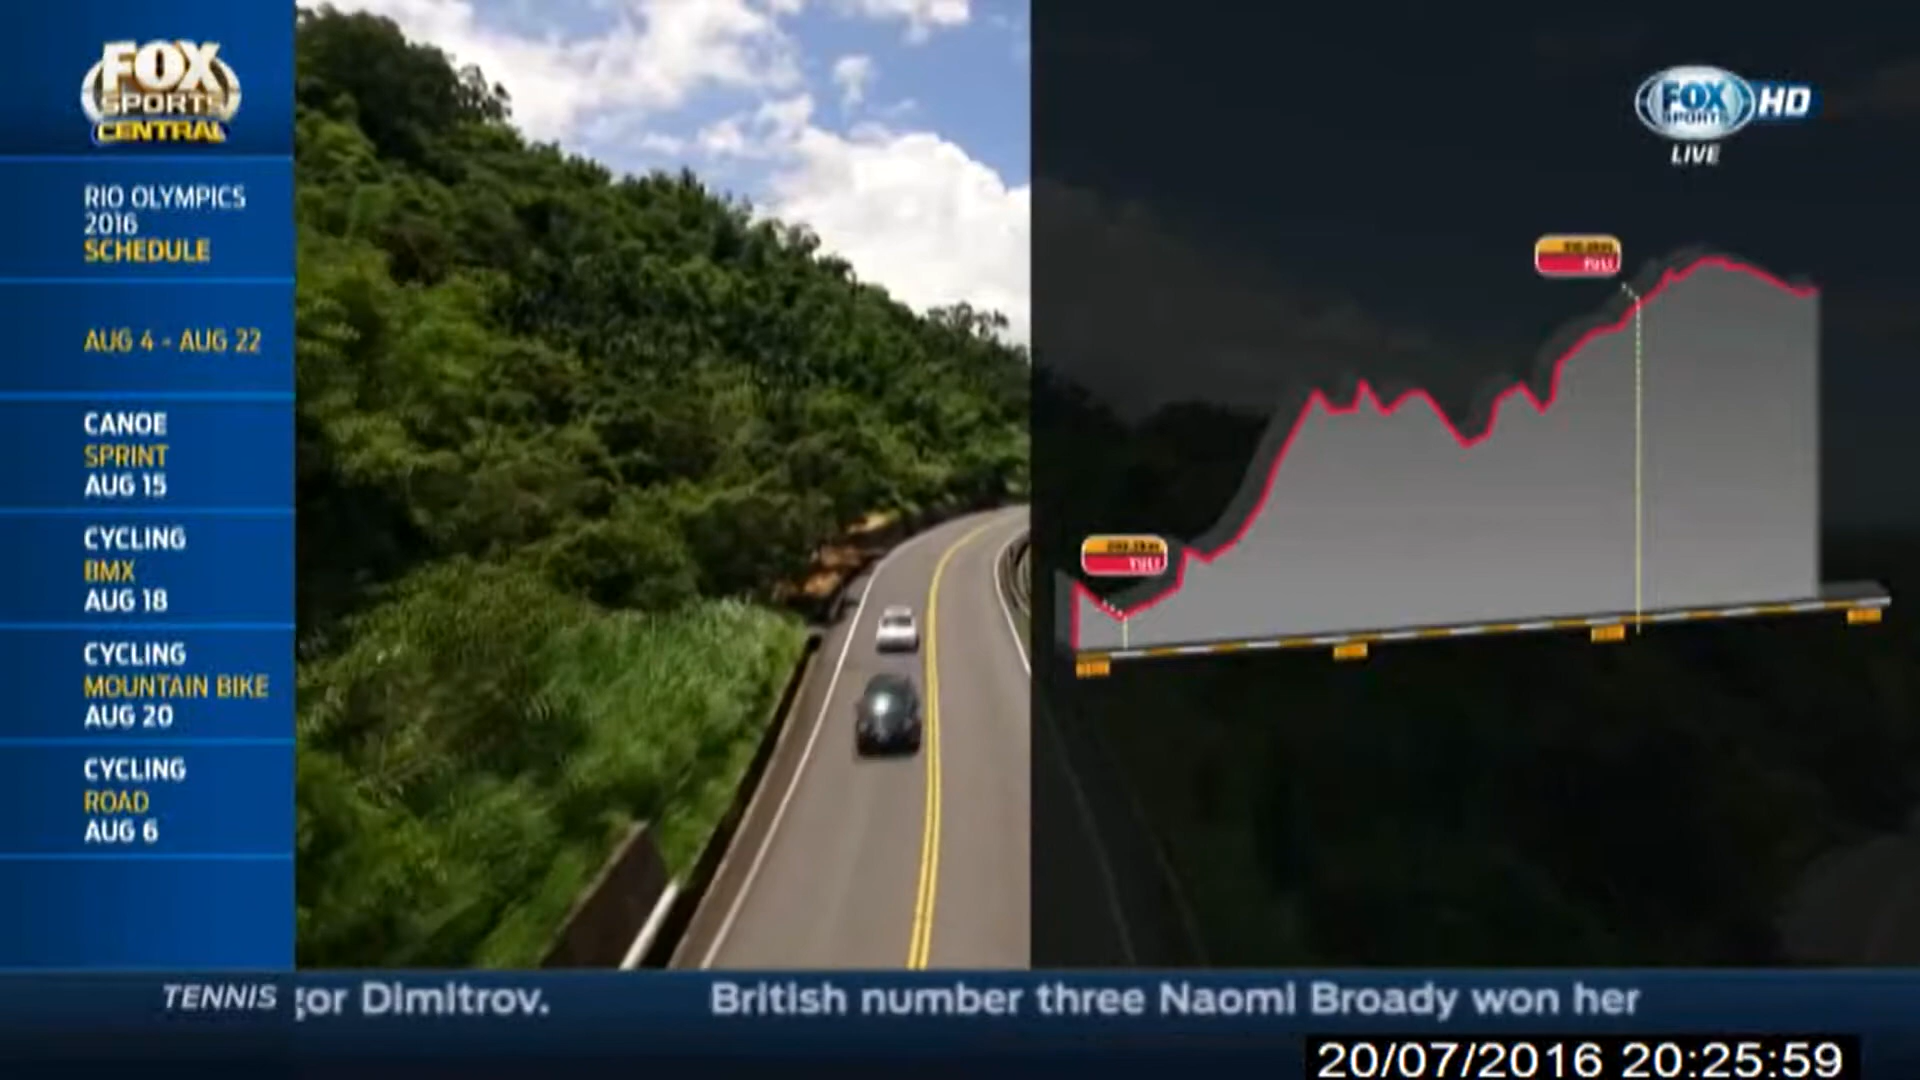 FOX
SPORTS
CENTRAL
RIO OLYMPICS
2016
SCHEDULE
AUG 4 - AUG 22
CANOE
SPRINT
AUG 15
CYCLING
BMX
AUG 18
CYCLING
MOUNTAIN BIKE
AUG 20
CYCLING
ROAD
AUG 6
FOX
SPORTS
HD
LIVE
TENNIS
gor Dimitrov.
British number three Naomi Broady won her
20/07/2016 20:25:59